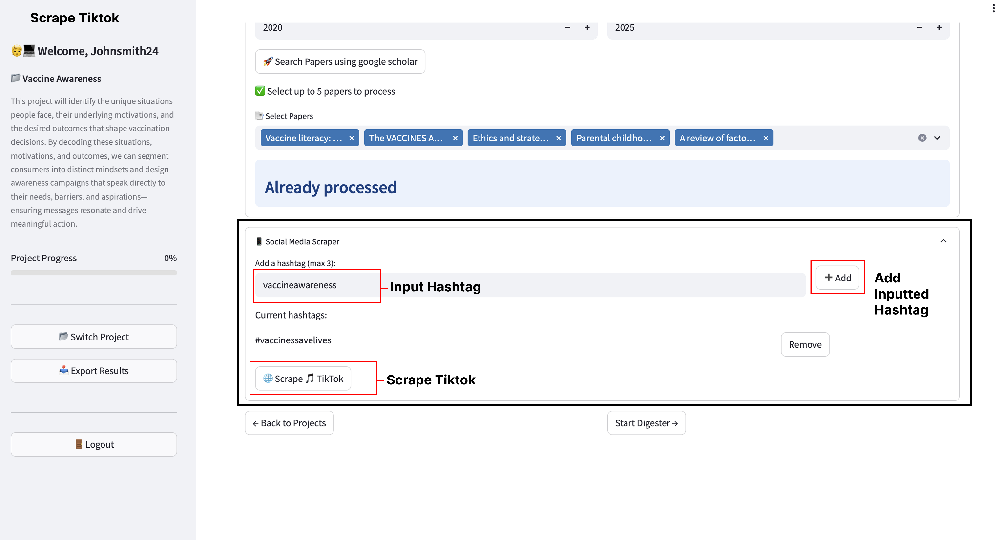 Scrape Tiktok
Welcome, Johnsmith24
Vaccine Awareness
This project will identify the unique situations
people face, their underlying motivations, and
the desired outcomes that shape vaccination
decisions. By decoding these situations,
motivations, and outcomes, we can segment
consumers into distinct mindsets and design
awareness campaigns that speak directly to
their needs, barriers, and aspirations—
ensuring messages resonate and drive
meaningful action.
Project Progress 0%
Switch Project
Export Results
Logout
2020 − + 2025 − +
Search Papers using google scholar
Select up to 5 papers to process
Select Papers
Vaccine literacy: … × The VACCINES A… × Ethics and strate… × Parental childho… × A review of facto… ×
Already processed
Social Media Scraper
Add a hashtag (max 3):
vaccineawareness
Input Hashtag
+ Add
Add
Inputted
Hashtag
Current hashtags:
#vaccinessavelives
Remove
Scrape TikTok
Scrape Tiktok
← Back to Projects
Start Digester →